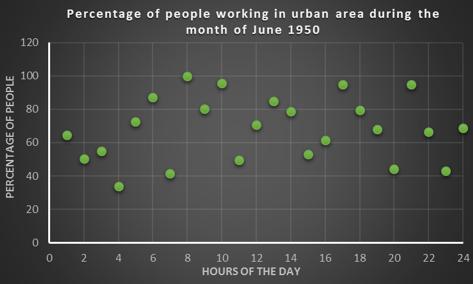 Percentage of people working in urban area during the
month of June 1950
120
100
80
60
40
20
0
PERCENTAGE OF PEOPLE
0 2 4 6 8 10 12 14 16 18 20 22 24
HOURS OF THE DAY